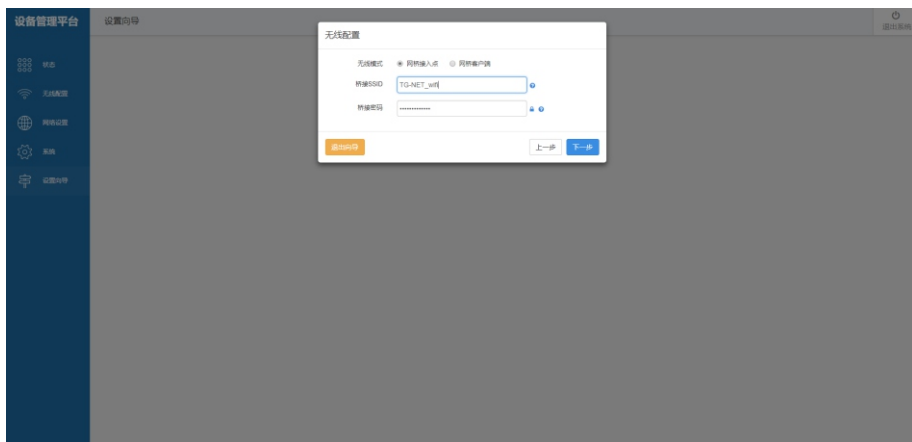 设备管理平台
设置向导
退出系统
状态
无线配置
网络设置
系统
设置向导
无线配置
无线模式 网桥接入点 网桥客户端
桥接SSID TG-NET_wifi
桥接密码 •••••••••••••
退出向导 上一步 下一步